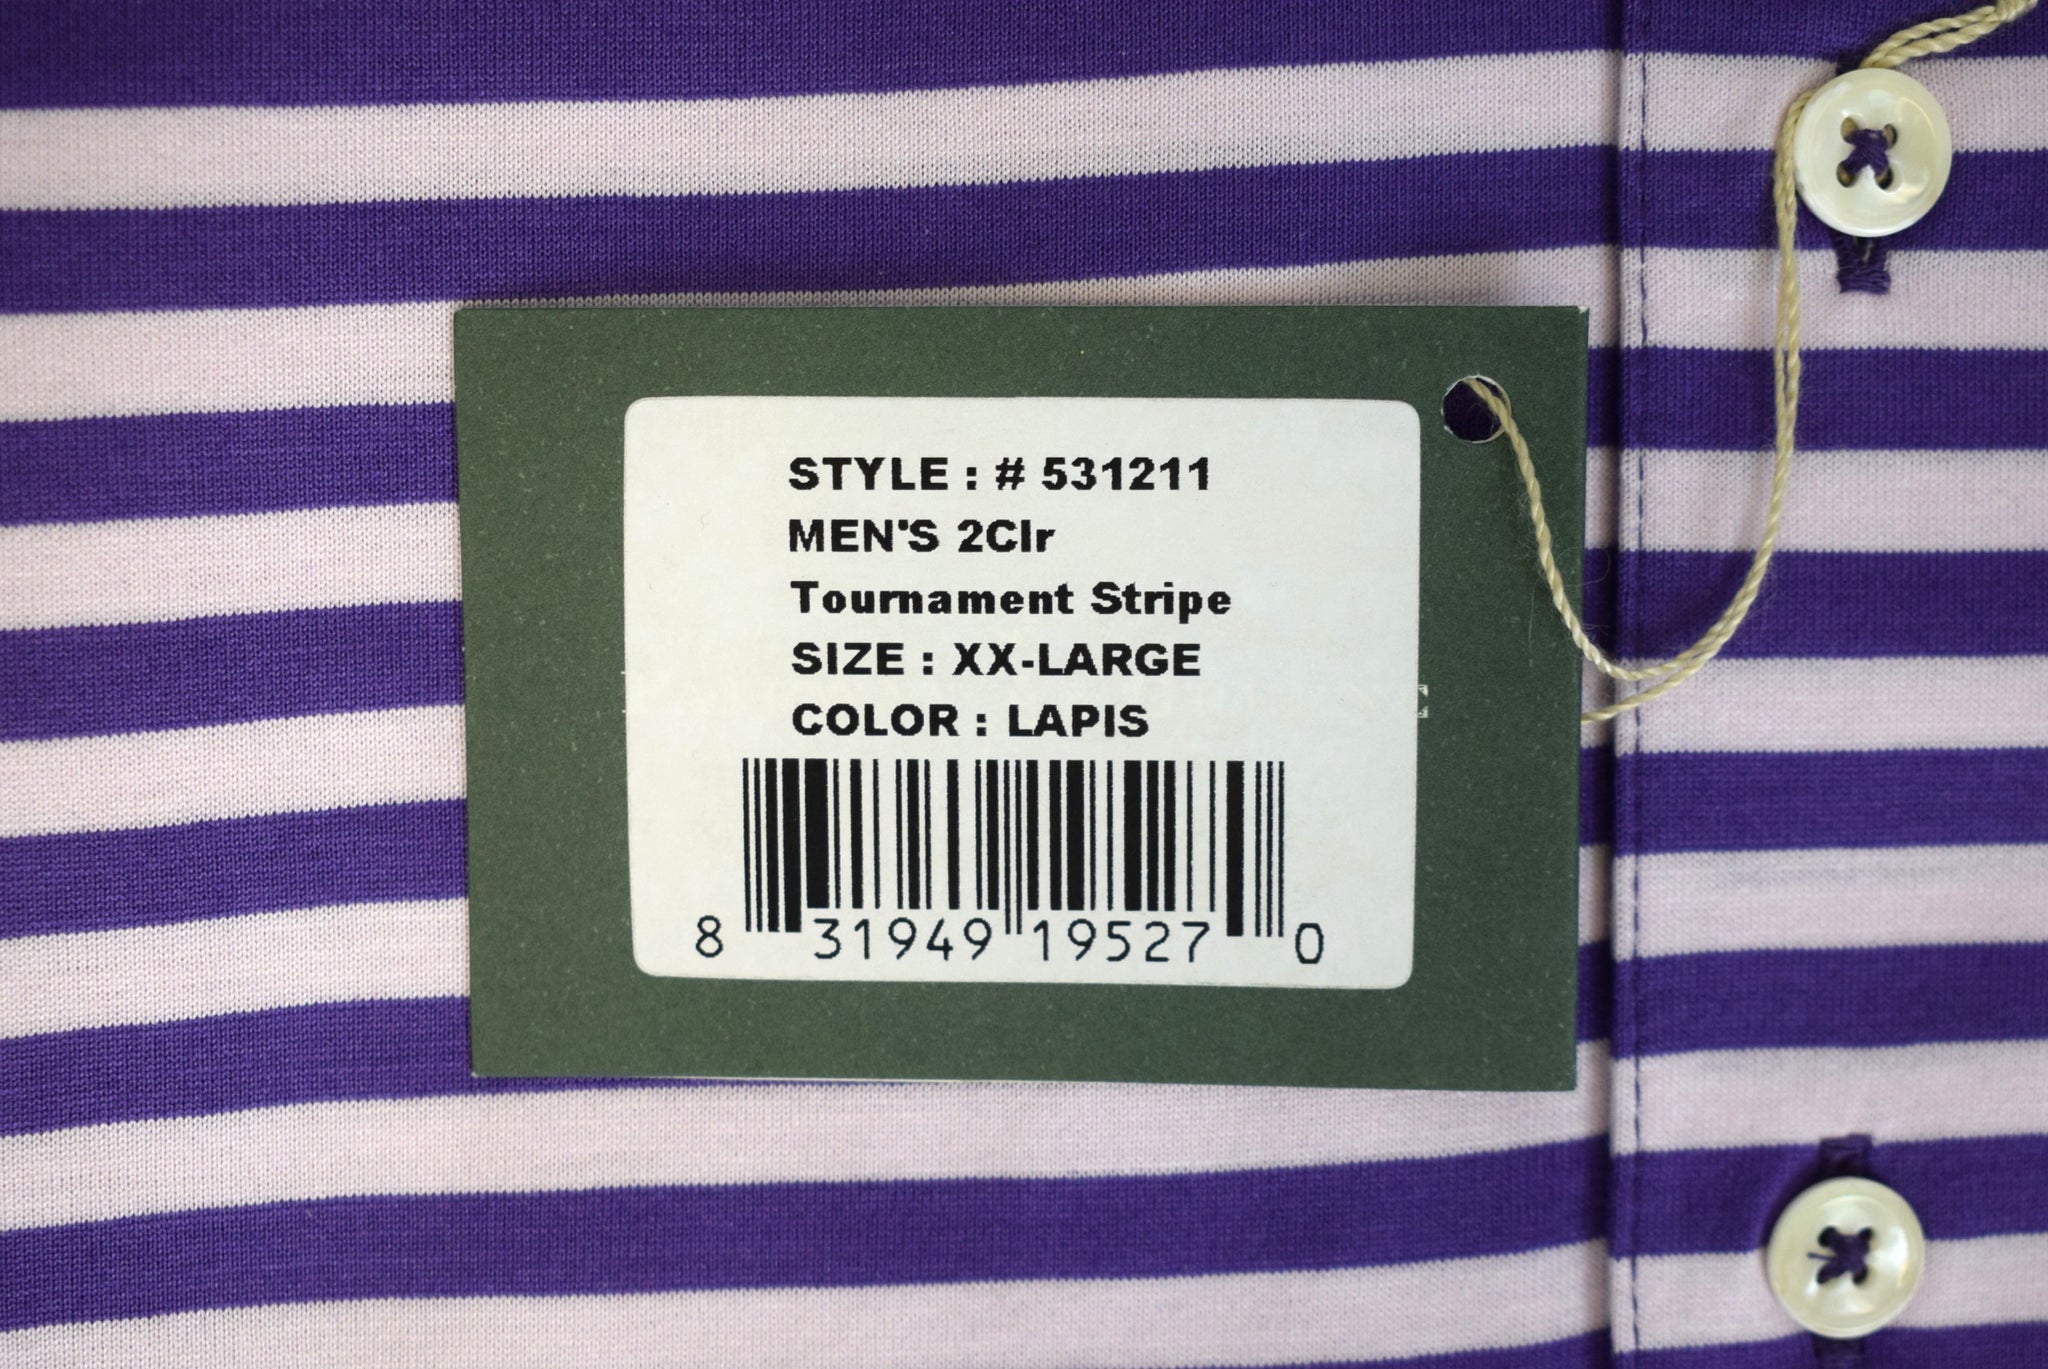 STYLE : # 531211
MEN'S 2Clr
Tournament Stripe
SIZE : XX-LARGE
COLOR : LAPIS
8 31949 19527 0